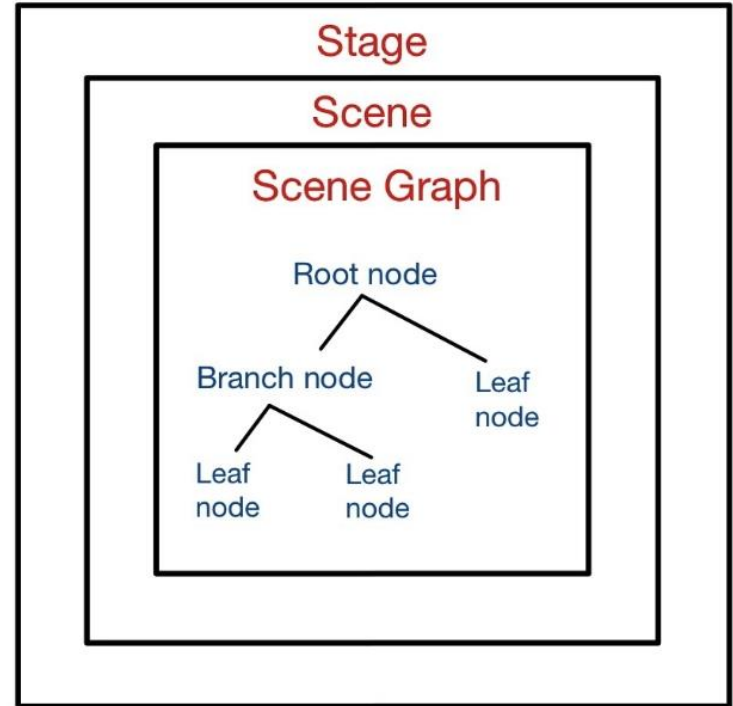 Stage
Scene
Scene Graph
Root node
Branch node
Leaf
node
Leaf
node
Leaf
node